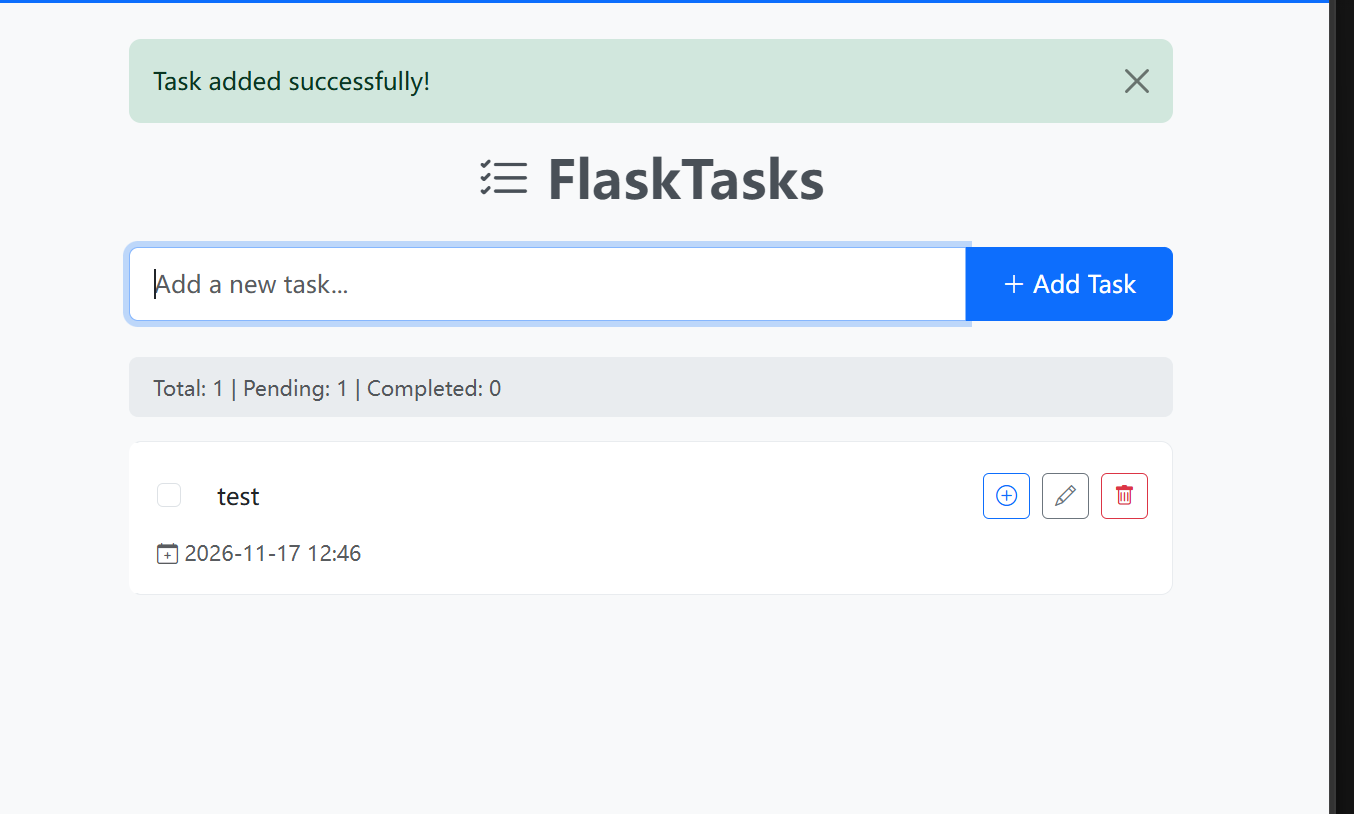 Task added successfully!
FlaskTasks
Add a new task...
+ Add Task
Total: 1 | Pending: 1 | Completed: 0
test
2026-11-17 12:46